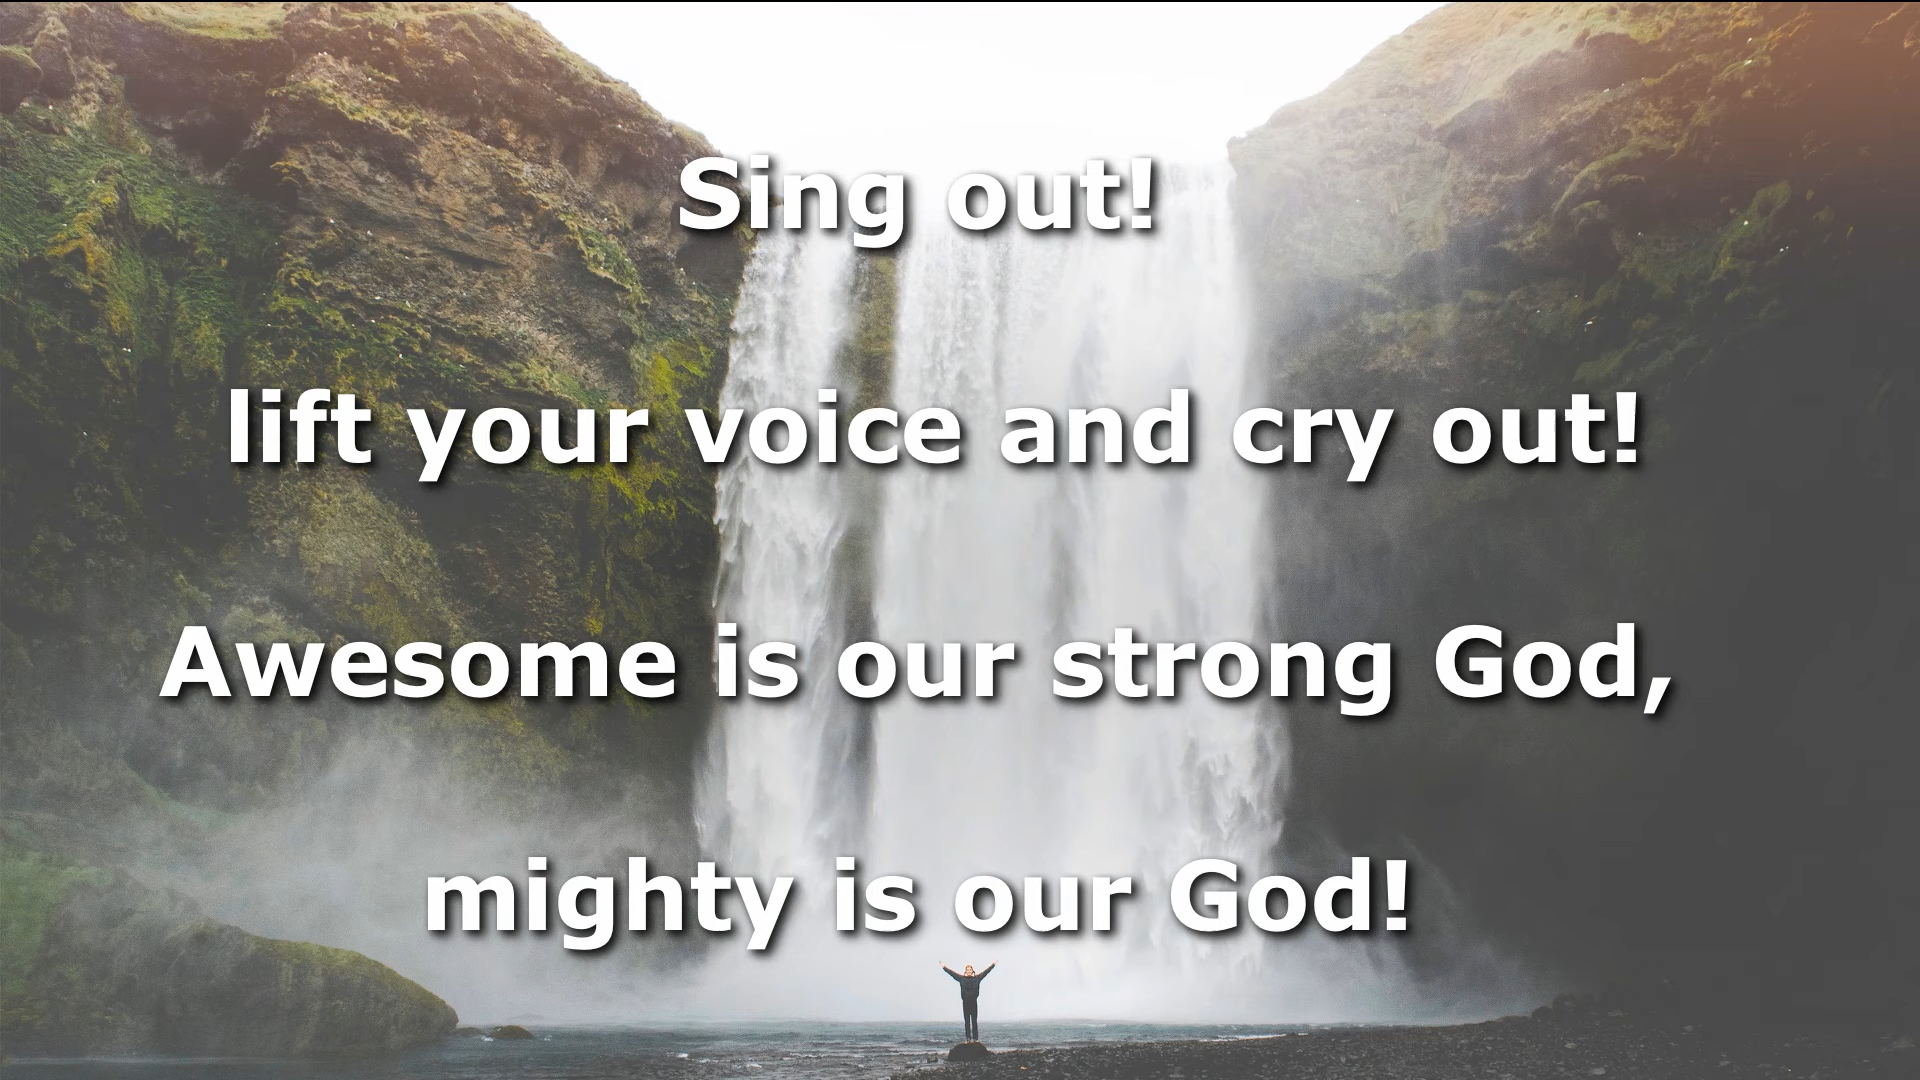 Sing out!
lift your voice and cry out!
Awesome is our strong God,
mighty is our God!